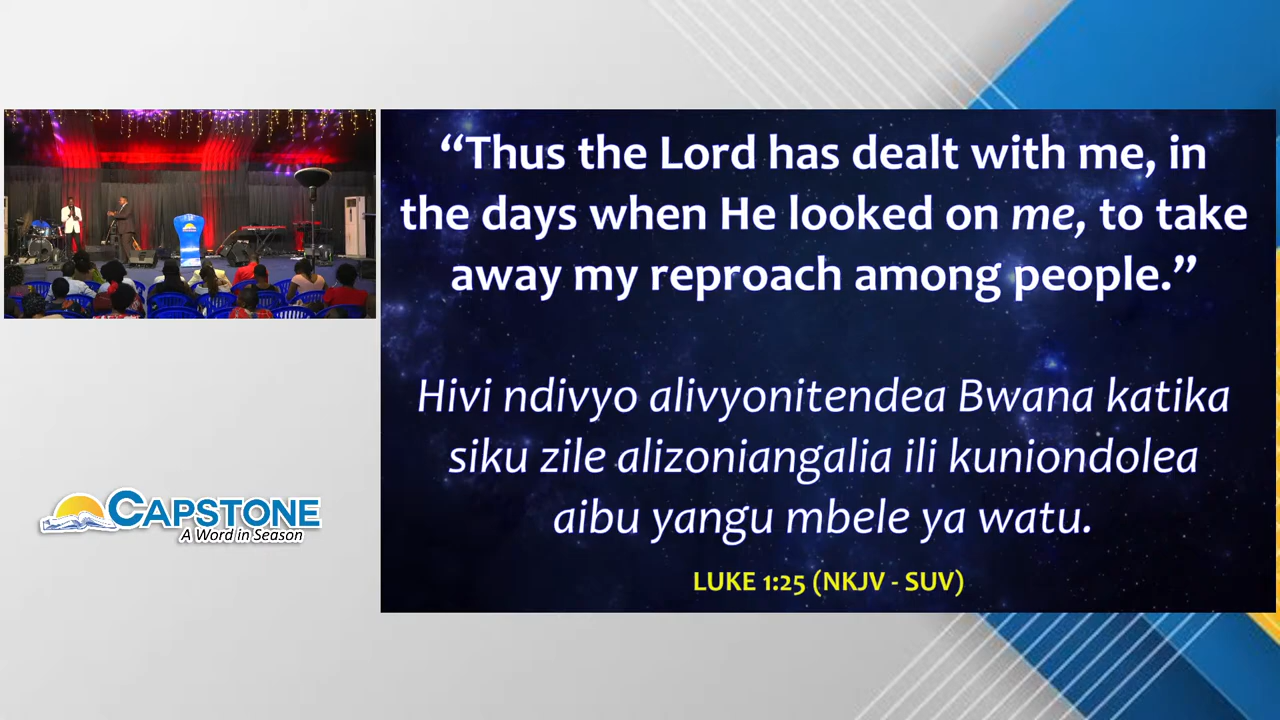 “Thus the Lord has dealt with me, in
the days when He looked on me, to take
away my reproach among people.”
Hivi ndivyo alivyonitendea Bwana katika
siku zile alizoniangalia ili kuniondolea
aibu yangu mbele ya watu.
LUKE 1:25 (NKJV - SUV)
CAPSTONE
A Word in Season